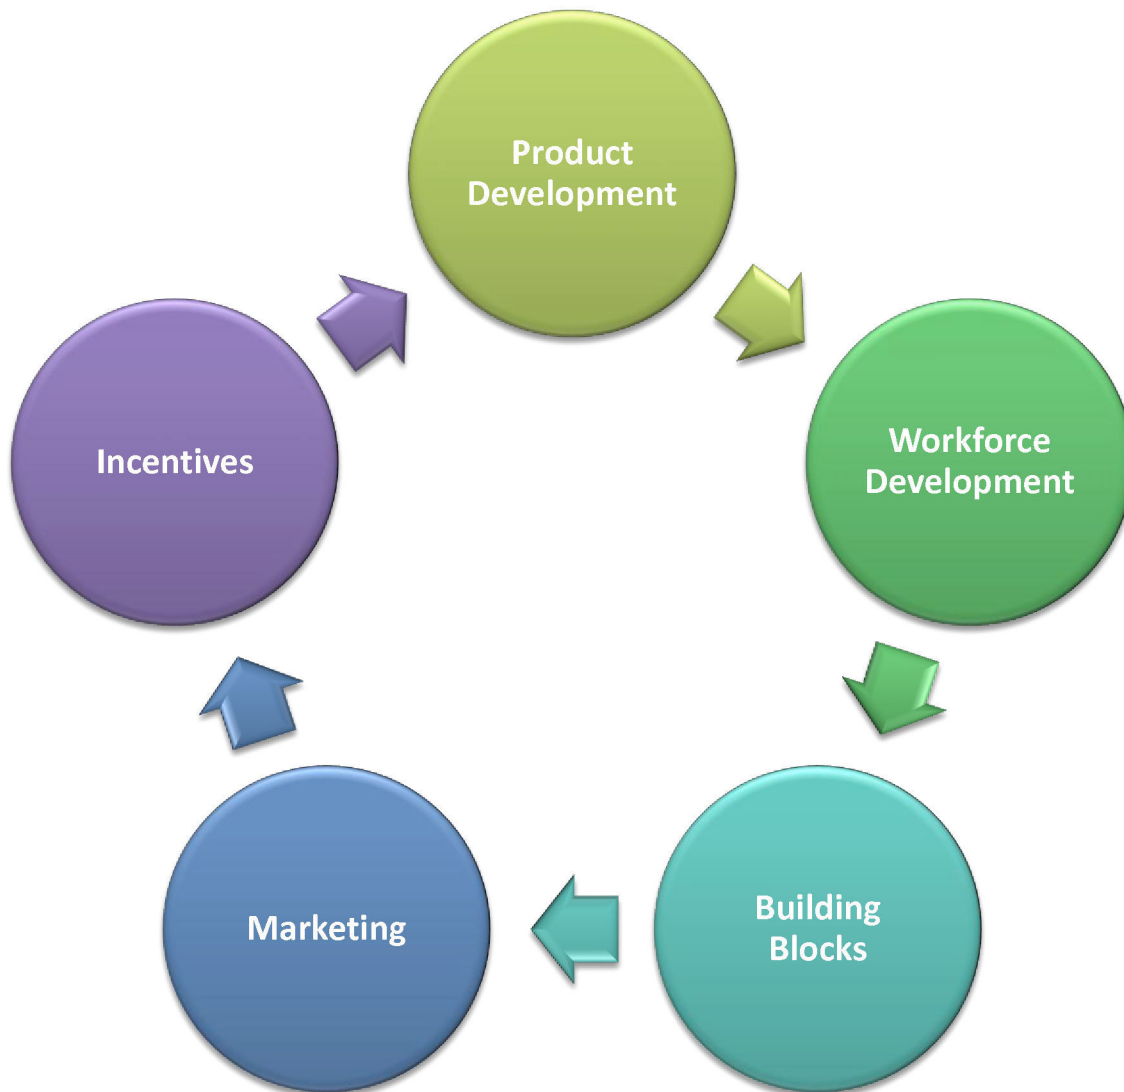 Product
Development
Workforce
Development
Building
Blocks
Marketing
Incentives